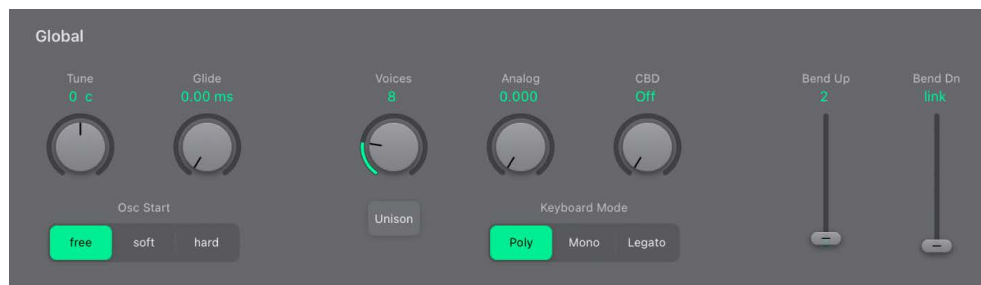 Global
Tune Glide Voices Analog CBD Bend Up Bend Dn
0 c 0.00 ms 8 0.000 Off 2 link
Osc Start Unison Keyboard Mode
free soft hard Poly Mono Legato